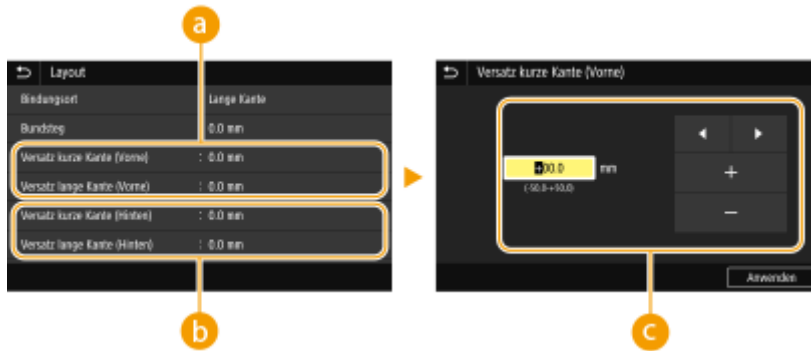 a
Layout
Bindungsort Lange Kante
Bundsteg 0.0 mm
Versatz kurze Kante (Vorne) : 0.0 mm
Versatz lange Kante (Vorne) : 0.0 mm
Versatz kurze Kante (Hinten) : 0.0 mm
Versatz lange Kante (Hinten) : 0.0 mm
b
Versatz kurze Kante (Vorne)
+00.0 mm
(-50.0-+50.0)
+
−
Anwenden
c